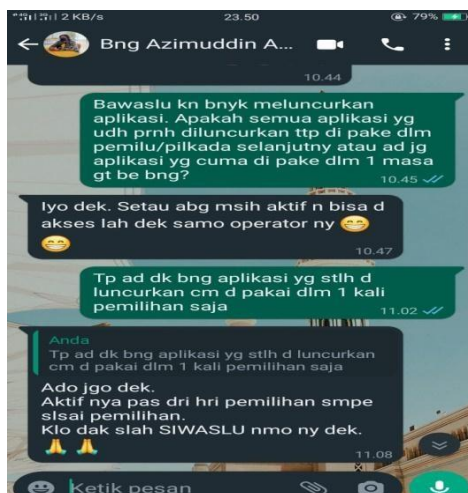 2 KB/s 23.50 79%
Bng Azimuddin A...
10.44
Bawaslu kn bnyk meluncurkan
aplikasi. Apakah semua aplikasi yg
udh prnh diluncurkan ttp di pake dlm
pemilu/pilkada selanjutny atau ad jg
aplikasi yg cuma di pake dlm 1 masa
gt be bng?
10.45
Iyo dek. Setau abg msih aktif n bisa d
akses lah dek samo operator ny
10.47
Tp ad dk bng aplikasi yg stlh d
luncurkan cm d pakai dlm 1 kali
pemilihan saja
11.02
Anda
Tp ad dk bng aplikasi yg stlh d luncurkan
cm d pakai dlm 1 kali pemilihan saja
Ado jgo dek.
Aktif nya pas dri hri pemilihan smpe
slsai pemilihan.
Klo dak slah SIWASLU nmo ny dek.
11.08
Ketik pesan